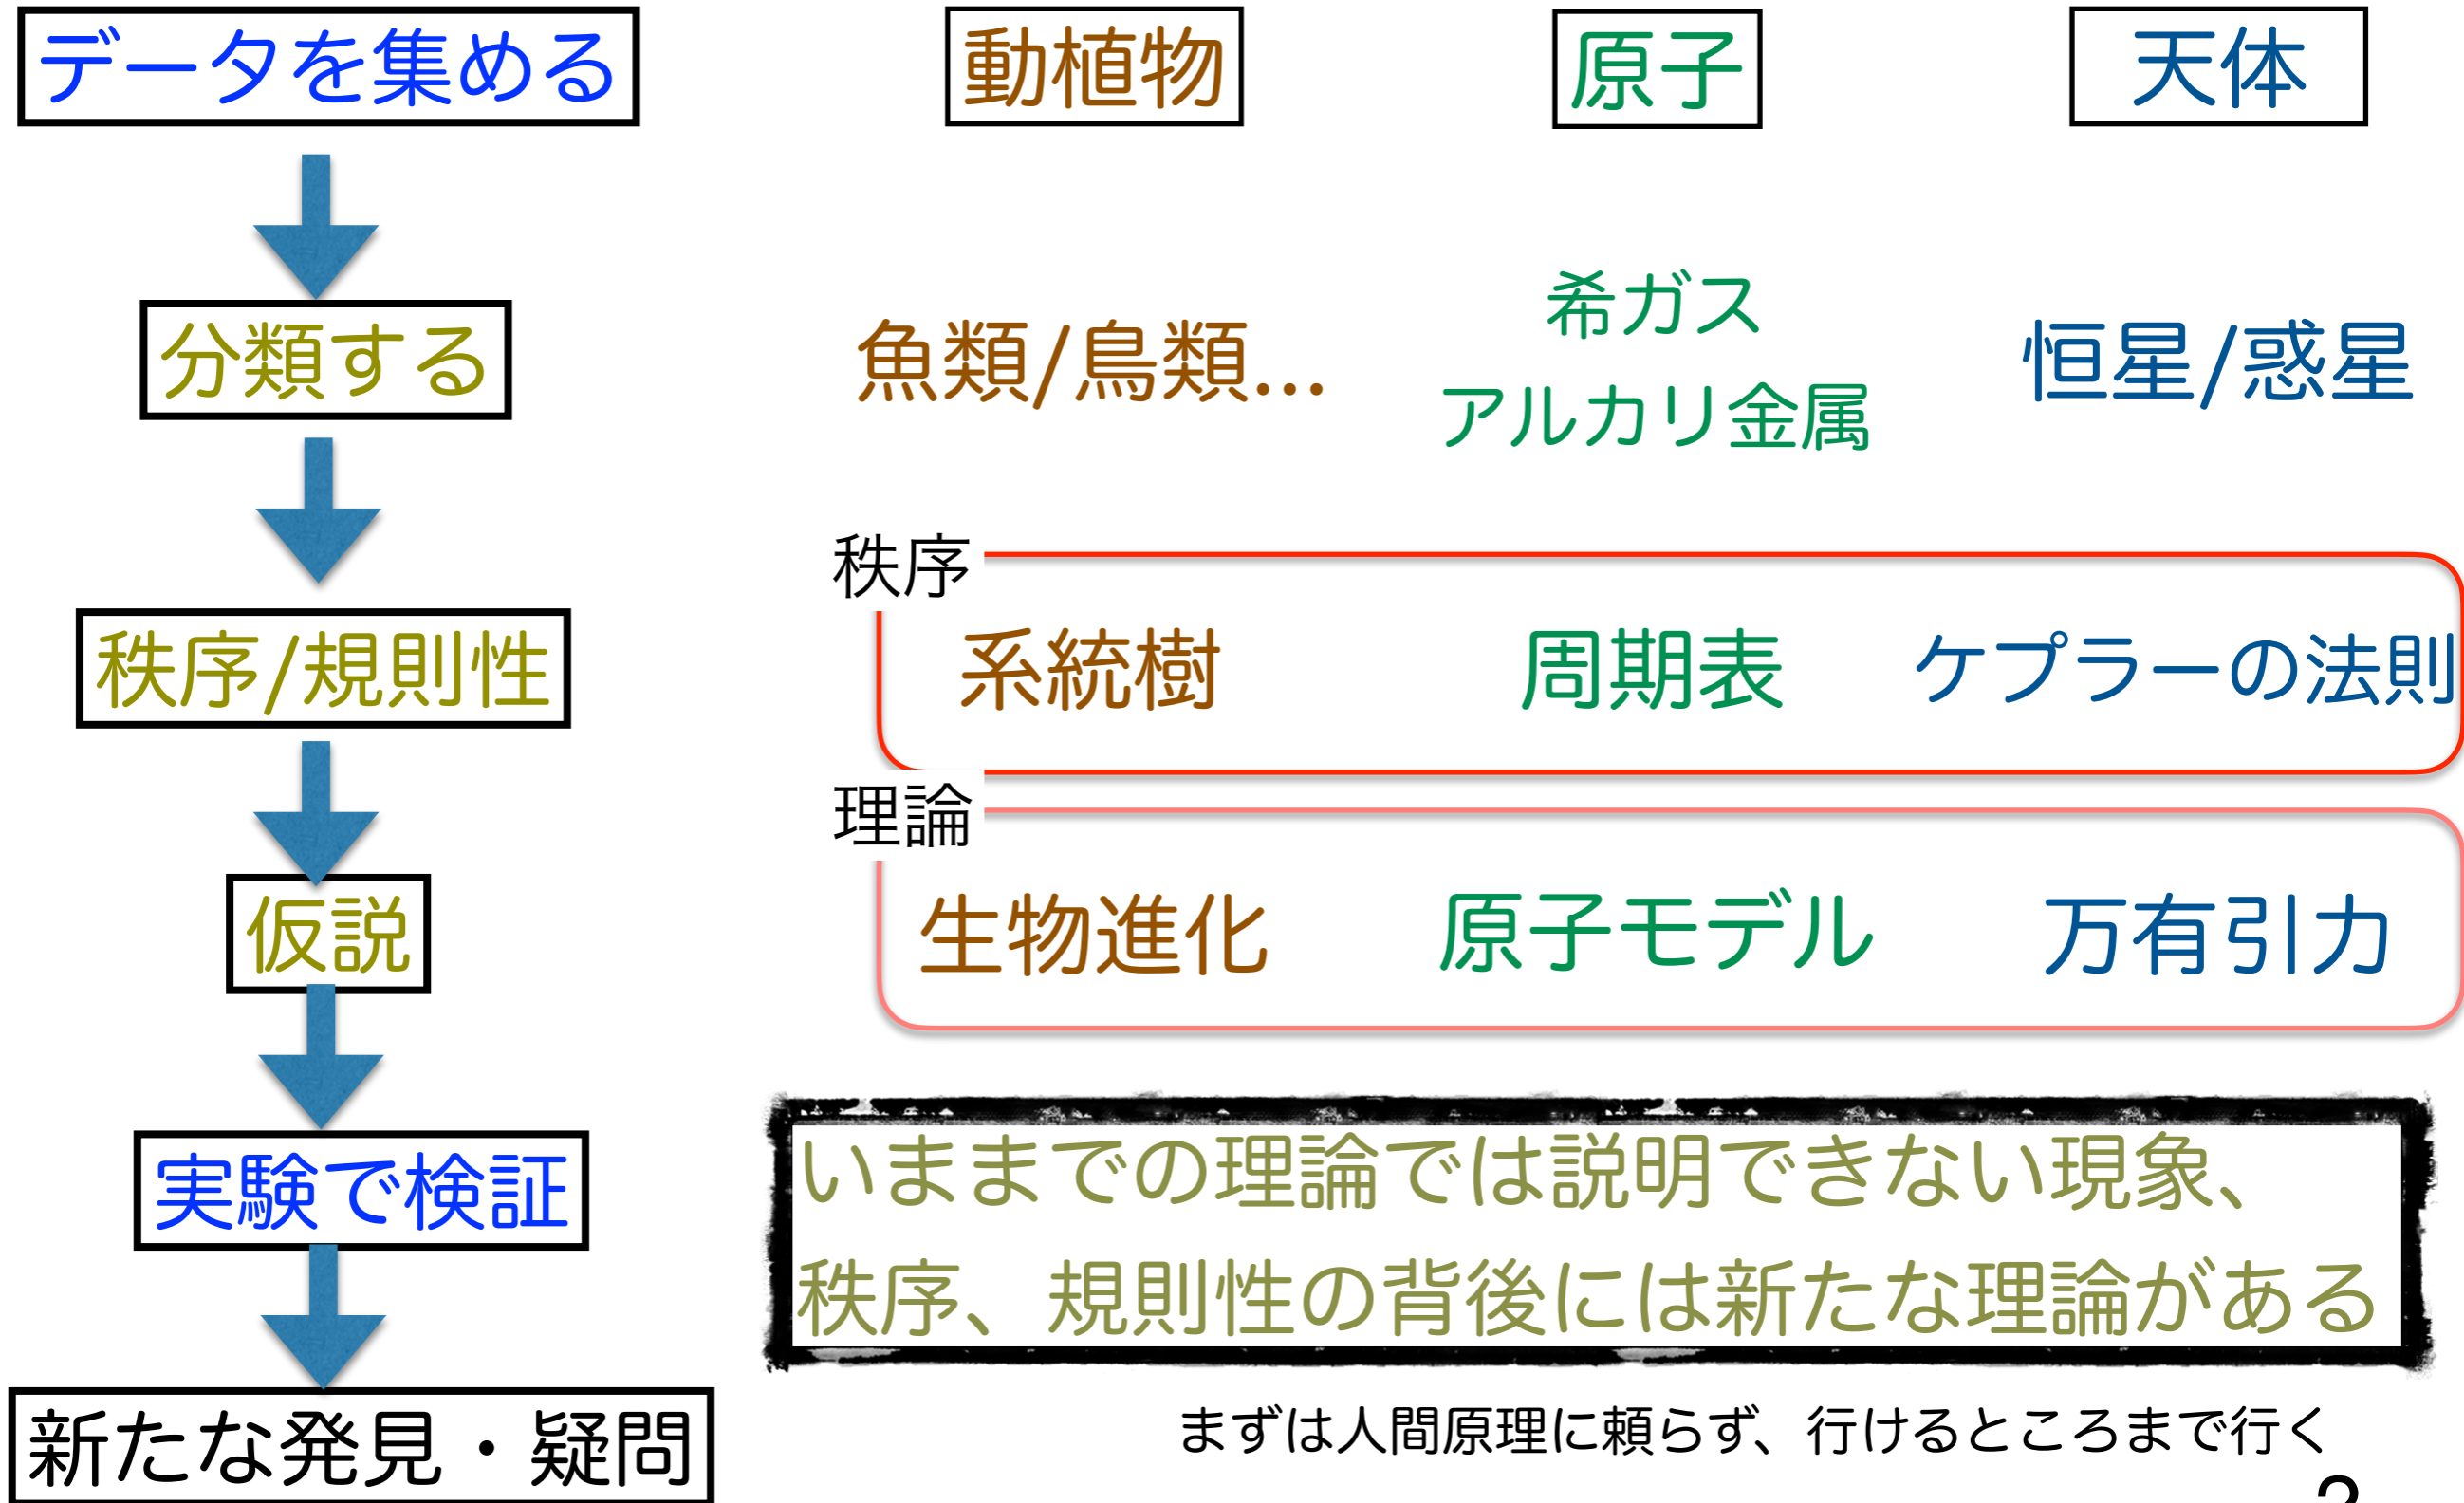 データを集める 動植物 原子 天体
希ガス
分類する 魚類/鳥類... 恒星/惑星
アルカリ金属
秩序
秩序/規則性 系統樹 周期表 ケプラーの法則
理論
仮説 生物進化 原子モデル 万有引力
実験で検証
いままでの理論では説明できない現象、
秩序、規則性の背後には新たな理論がある
新たな発見・疑問
まずは人間原理に頼らず、行けるところまで行く